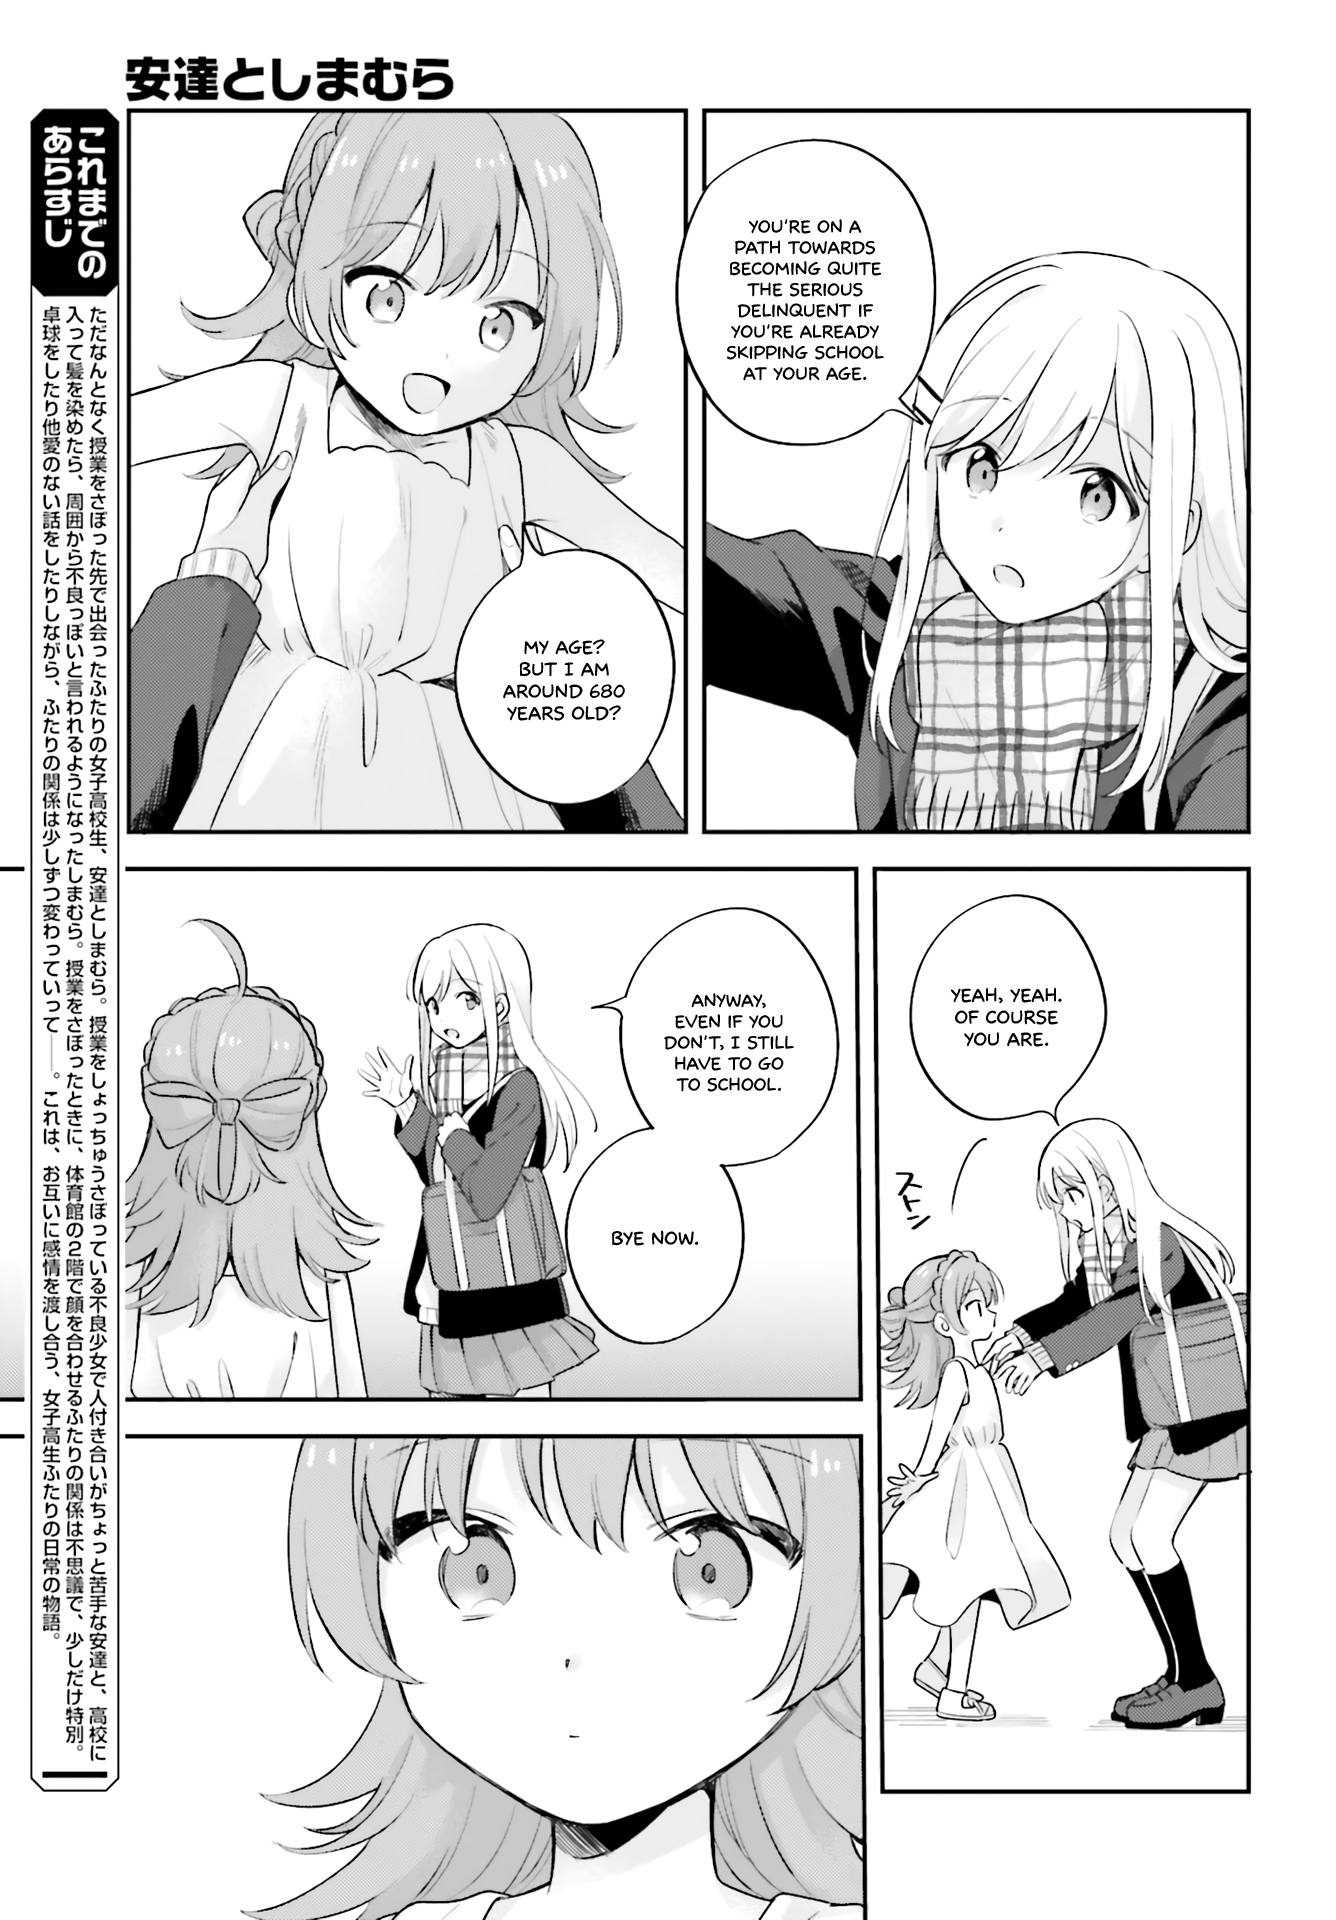 安達としまむら
YOU'RE ON A
PATH TOWARDS
BECOMING QUITE
THE SERIOUS
DELINQUENT IF
YOU'RE ALREADY
SKIPPING SCHOOL
AT YOUR AGE.
MY AGE?
BUT I AM
AROUND 680
YEARS OLD?
YEAH, YEAH.
OF COURSE
YOU ARE.
ストン
ANYWAY,
EVEN IF YOU
DON'T, I STILL
HAVE TO GO
TO SCHOOL.
BYE NOW.
これまでの
あらすじ
ただなんとなく授業をさぼった先で出会ったふたりの女子高校生、安達としまむら。授業をしょっちゅうさぼっている不良少女で人付き合いがちょっと苦手な安達と、高校に
入って髪を染めたら、周囲から不良っぽいと言われるようになったしまむら。授業をさぼったときに、体育館の2階で顔を合わせるふたりの関係は不思議で、少しだけ特別。
卓球をしたり他愛のない話をしたりしながら、ふたりの関係は少しずつ変わっていって――。これは、お互いに感情を渡し合う、女子高生ふたりの日常の物語。